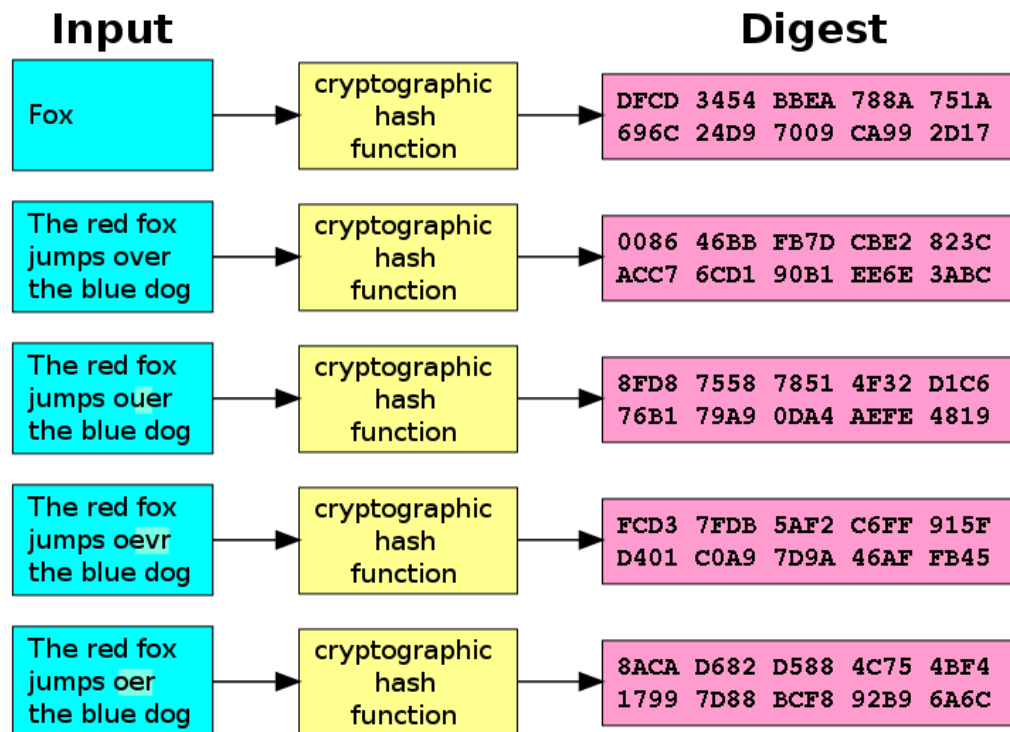 Input
Digest
Fox
cryptographic
hash
function
DFCD 3454 BBEA 788A 751A
696C 24D9 7009 CA99 2D17
The red fox
jumps over
the blue dog
cryptographic
hash
function
0086 46BB FB7D CBE2 823C
ACC7 6CD1 90B1 EE6E 3ABC
The red fox
jumps ouer
the blue dog
cryptographic
hash
function
8FD8 7558 7851 4F32 D1C6
76B1 79A9 0DA4 AEFE 4819
The red fox
jumps oevr
the blue dog
cryptographic
hash
function
FCD3 7FDB 5AF2 C6FF 915F
D401 C0A9 7D9A 46AF FB45
The red fox
jumps oer
the blue dog
cryptographic
hash
function
8ACA D682 D588 4C75 4BF4
1799 7D88 BCF8 92B9 6A6C